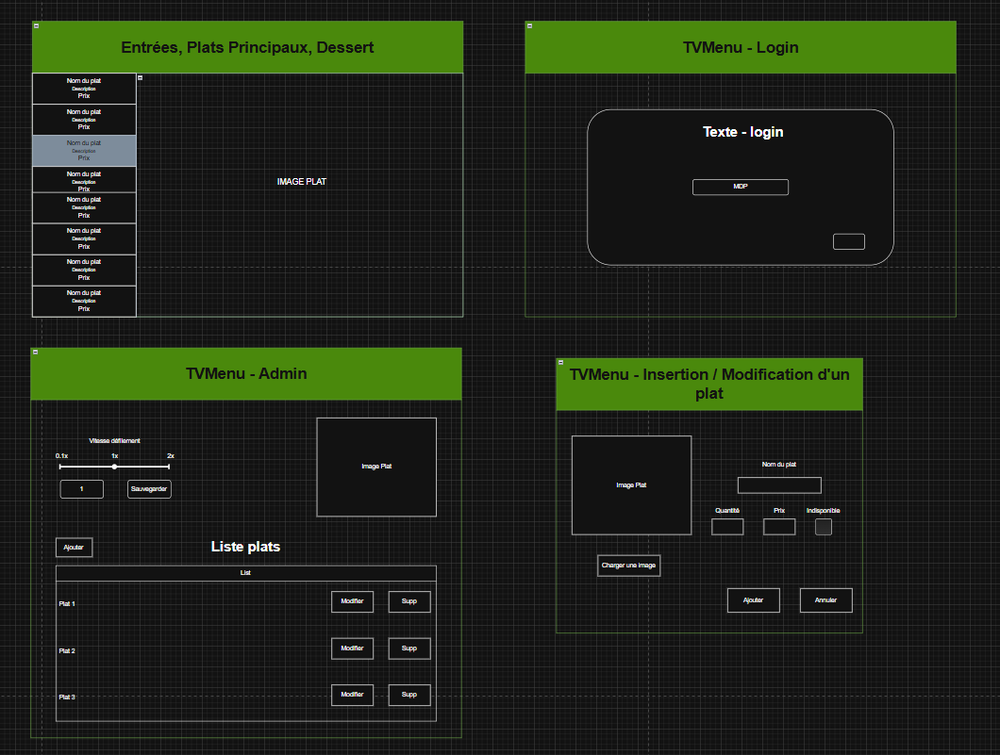 Entrées, Plats Principaux, Dessert
Nom du plat
Description
Prix
Nom du plat
Description
Prix
Nom du plat
Description
Prix
Nom du plat
Description
Prix
Nom du plat
Description
Prix
Nom du plat
Description
Prix
Nom du plat
Description
Prix
Nom du plat
Description
Prix
IMAGE PLAT
TVMenu - Login
Texte - login
MDP
TVMenu - Admin
Vitesse défilement
0.1x 1x 2x
1 Sauvegarder
Image Plat
Ajouter
Liste plats
List
Plat 1 Modifier Supp
Plat 2 Modifier Supp
Plat 3 Modifier Supp
TVMenu - Insertion / Modification d'un
plat
Image Plat
Nom du plat
Quantité Prix Indisponible
Charger une image
Ajouter Annuler